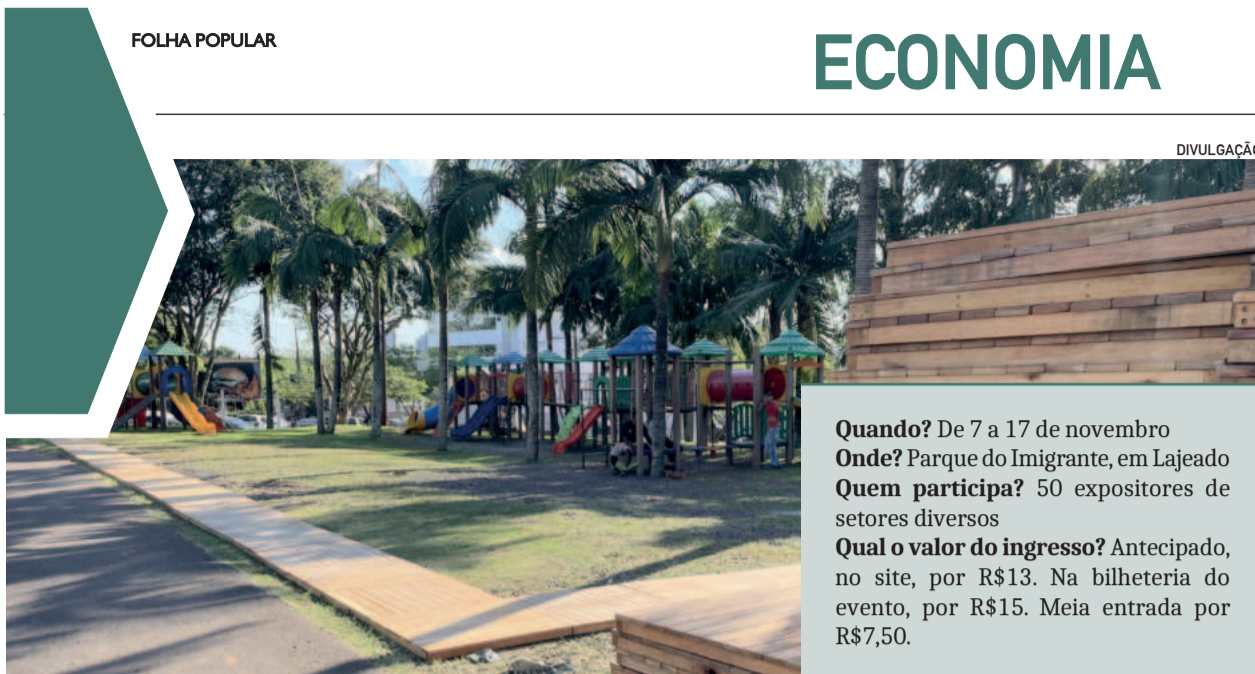 FOLHA POPULAR
ECONOMIA
DIVULGAÇÃO
Quando? De 7 a 17 de novembro
Onde? Parque do Imigrante, em Lajeado
Quem participa? 50 expositores de
setores diversos
Qual o valor do ingresso? Antecipado,
no site, por R$13. Na bilheteria do
evento, por R$15. Meia entrada por
R$7,50.